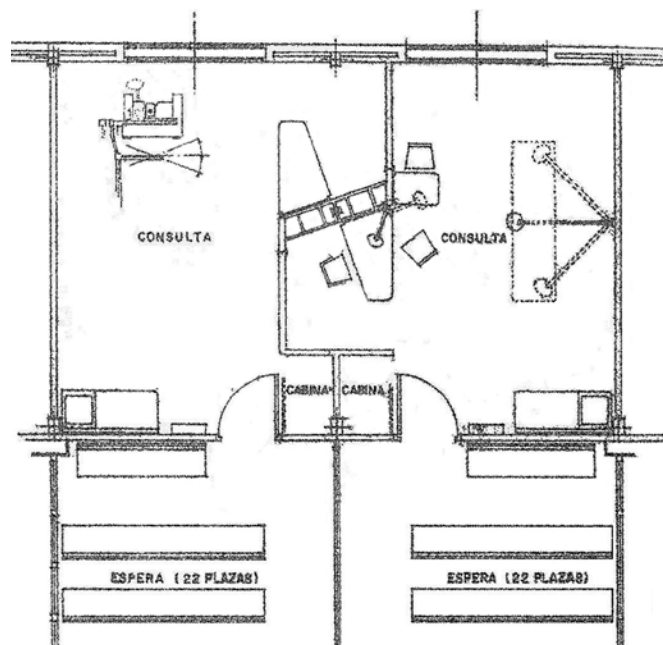 CONSULTA
CONSULTA
CABINA
CABINA
ESPERA (22 PLAZAS)
ESPERA (22 PLAZAS)